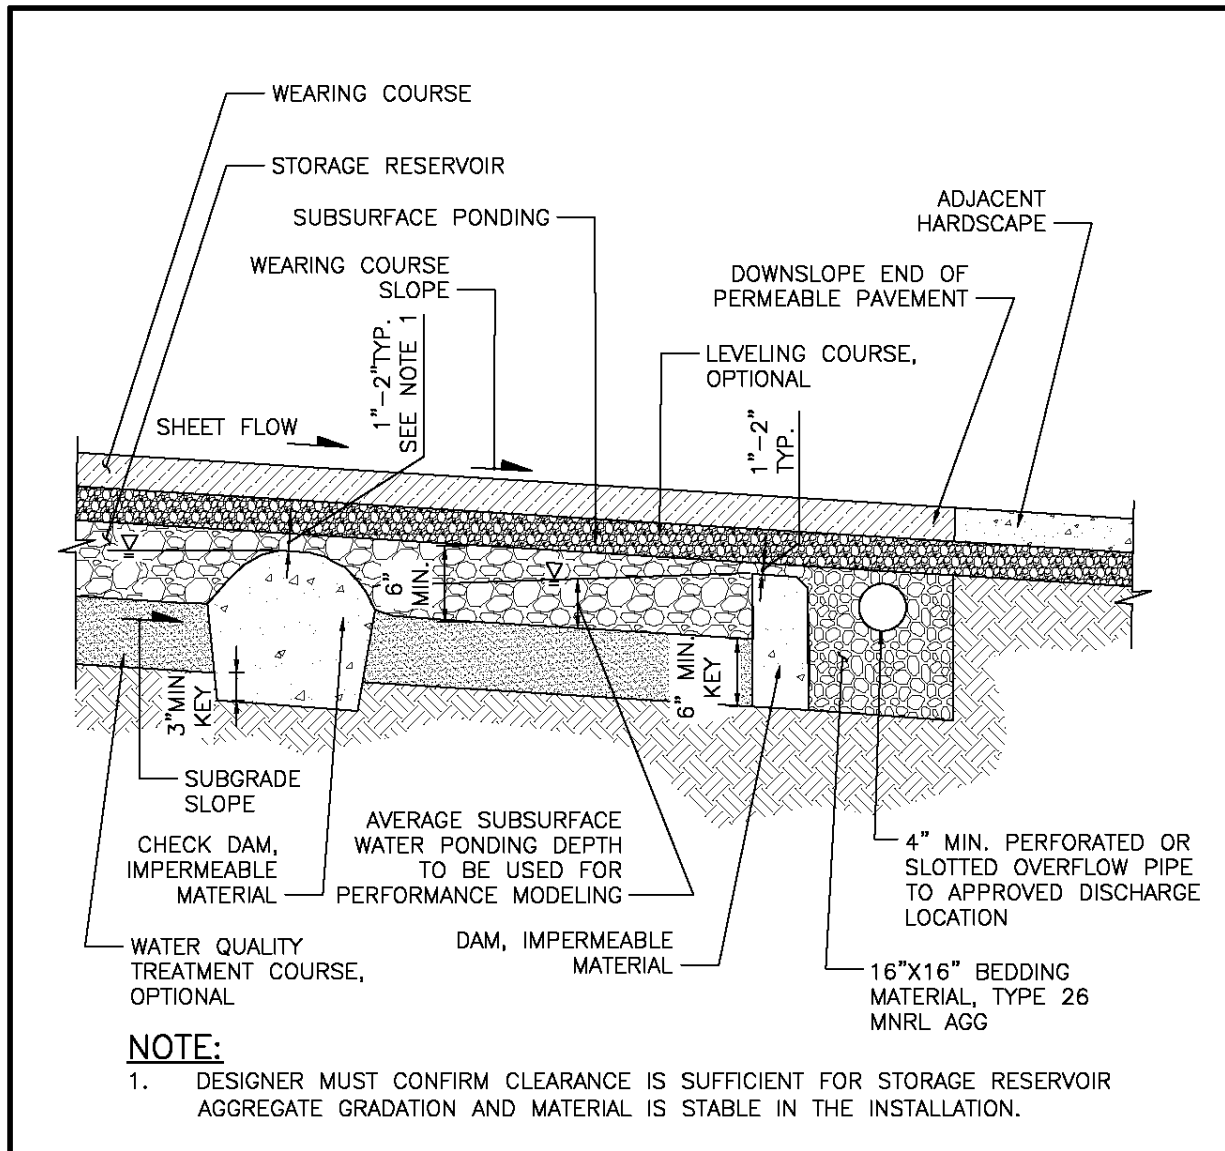 WEARING COURSE
STORAGE RESERVOIR
SUBSURFACE PONDING
WEARING COURSE
SLOPE
1"-2"TYP.
SEE NOTE 1
ADJACENT
HARDSCAPE
DOWNSLOPE END OF
PERMEABLE PAVEMENT
LEVELING COURSE,
OPTIONAL
1"-2"
TYP.
SHEET FLOW
6"
MIN.
3"MIN.
KEY
6" MIN.
KEY
SUBGRADE
SLOPE
CHECK DAM,
IMPERMEABLE
MATERIAL
WATER QUALITY
TREATMENT COURSE,
OPTIONAL
AVERAGE SUBSURFACE
WATER PONDING DEPTH
TO BE USED FOR
PERFORMANCE MODELING
DAM, IMPERMEABLE
MATERIAL
4" MIN. PERFORATED OR
SLOTTED OVERFLOW PIPE
TO APPROVED DISCHARGE
LOCATION
16"X16" BEDDING
MATERIAL, TYPE 26
MNRL AGG
NOTE:
1. DESIGNER MUST CONFIRM CLEARANCE IS SUFFICIENT FOR STORAGE RESERVOIR
AGGREGATE GRADATION AND MATERIAL IS STABLE IN THE INSTALLATION.